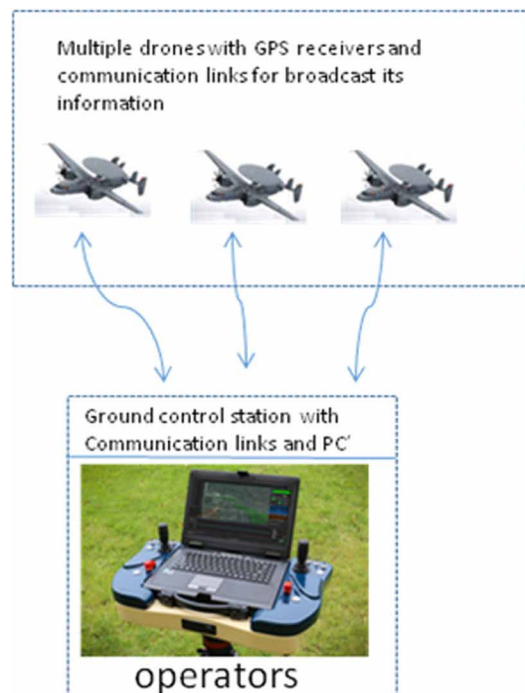 Multiple drones with GPS receivers and
communication links for broadcast its
information
Ground control station with
Communication links and PC'
operators